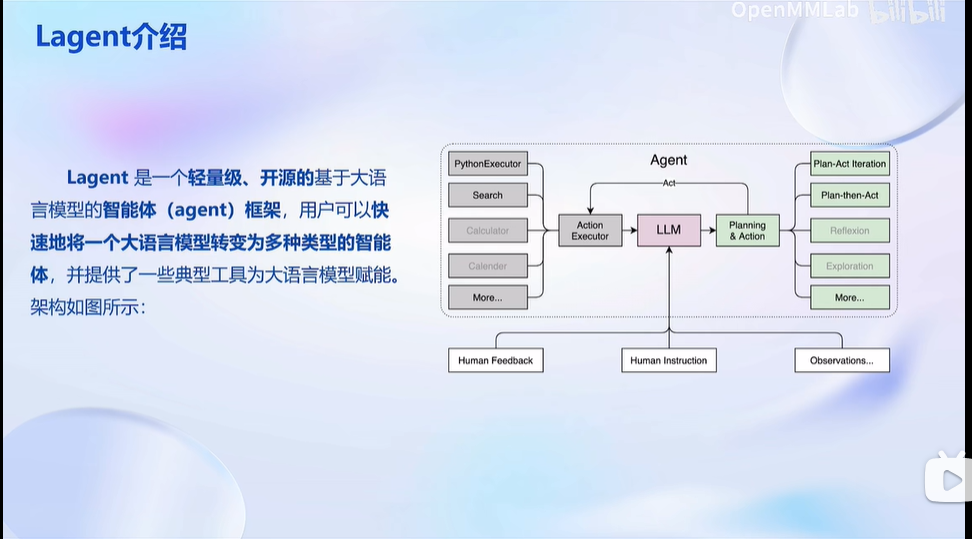 OpenMMLab bilibili
Lagent介绍
Lagent 是一个轻量级、开源的基于大语
言模型的智能体（agent）框架，用户可以快
速地将一个大语言模型转变为多种类型的智能
体，并提供了一些典型工具为大语言模型赋能。
架构如图所示：
Agent
Act
PythonExecutor
Search
Calculator
Calender
More...
Action
Executor
LLM
Planning
& Action
Plan-Act Iteration
Plan-then-Act
Reflexion
Exploration
More...
Human Feedback
Human Instruction
Observations...